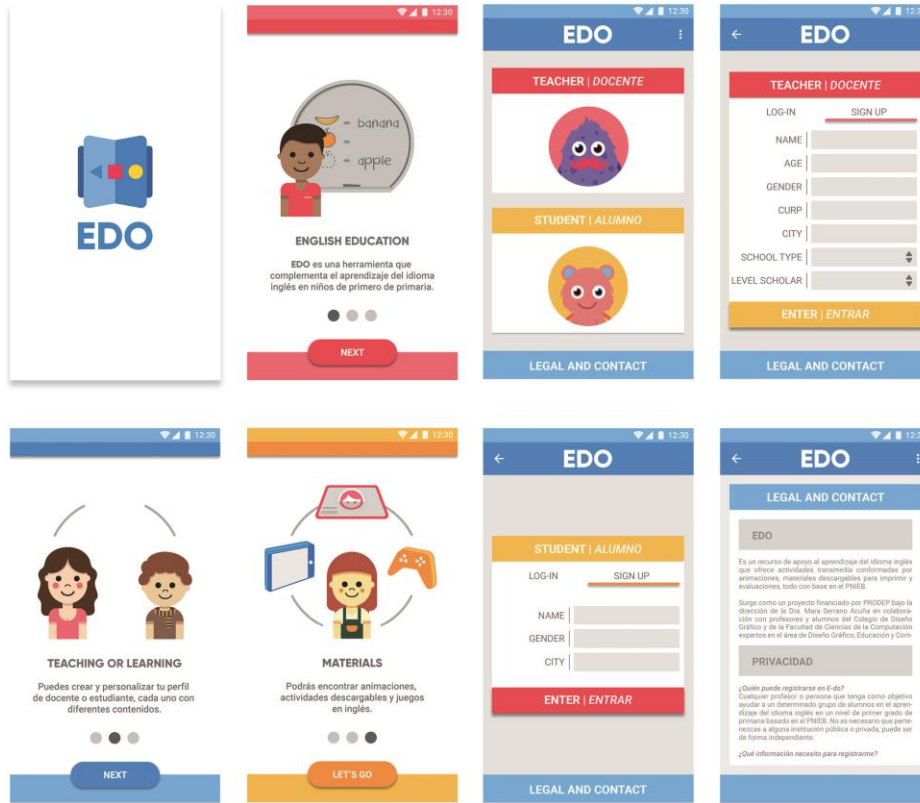 EDO
12:30
banana
apple
ENGLISH EDUCATION
EDO es una herramienta que
complementa el aprendizaje del idioma
inglés en niños de primero de primaria.
NEXT
12:30
EDO
TEACHER | DOCENTE
STUDENT | ALUMNO
LEGAL AND CONTACT
12:3
EDO
TEACHER | DOCENTE
LOG-IN SIGN UP
NAME
AGE
GENDER
CURP
CITY
SCHOOL TYPE
LEVEL SCHOLAR
ENTER | ENTRAR
LEGAL AND CONTACT
12:30
TEACHING OR LEARNING
Puedes crear y personalizar tu perfil
de docente o estudiante, cada uno con
diferentes contenidos.
NEXT
12:30
MATERIALS
Podrás encontrar animaciones,
actividades descargables y juegos
en inglés.
LET'S GO
12:30
EDO
STUDENT | ALUMNO
LOG-IN SIGN UP
NAME
GENDER
CITY
ENTER | ENTRAR
LEGAL AND CONTACT
12:3
EDO
LEGAL AND CONTACT
EDO
Es un recurso de apoyo al aprendizaje del idioma inglés
que ofrece actividades transmedia conformadas por
animaciones, materiales descargables para imprimir y
evaluaciones, todo con base en el PNIEB.
Surge como un proyecto financiado por PRODEP bajo la
dirección de la Dra. Mara Serrano Acuña en colabora-
ción con profesores y alumnos del Colegio de Diseño
Gráfico y de la Facultad de Ciencias de la Computación
expertos en el área de Diseño Gráfico, Educación y Com-
PRIVACIDAD
¿Quién puede registrarse en E-do?
Cualquier profesor o persona que tenga como objetivo
ayudar a un determinado grupo de alumnos en el apren-
dizaje del idioma inglés en un nivel de primer grado de
primaria basado en el PNIEB. No es necesario que perte-
nezcas a alguna institución pública o privada, puede ser
de forma independiente.
¿Qué información necesito para registrarme?